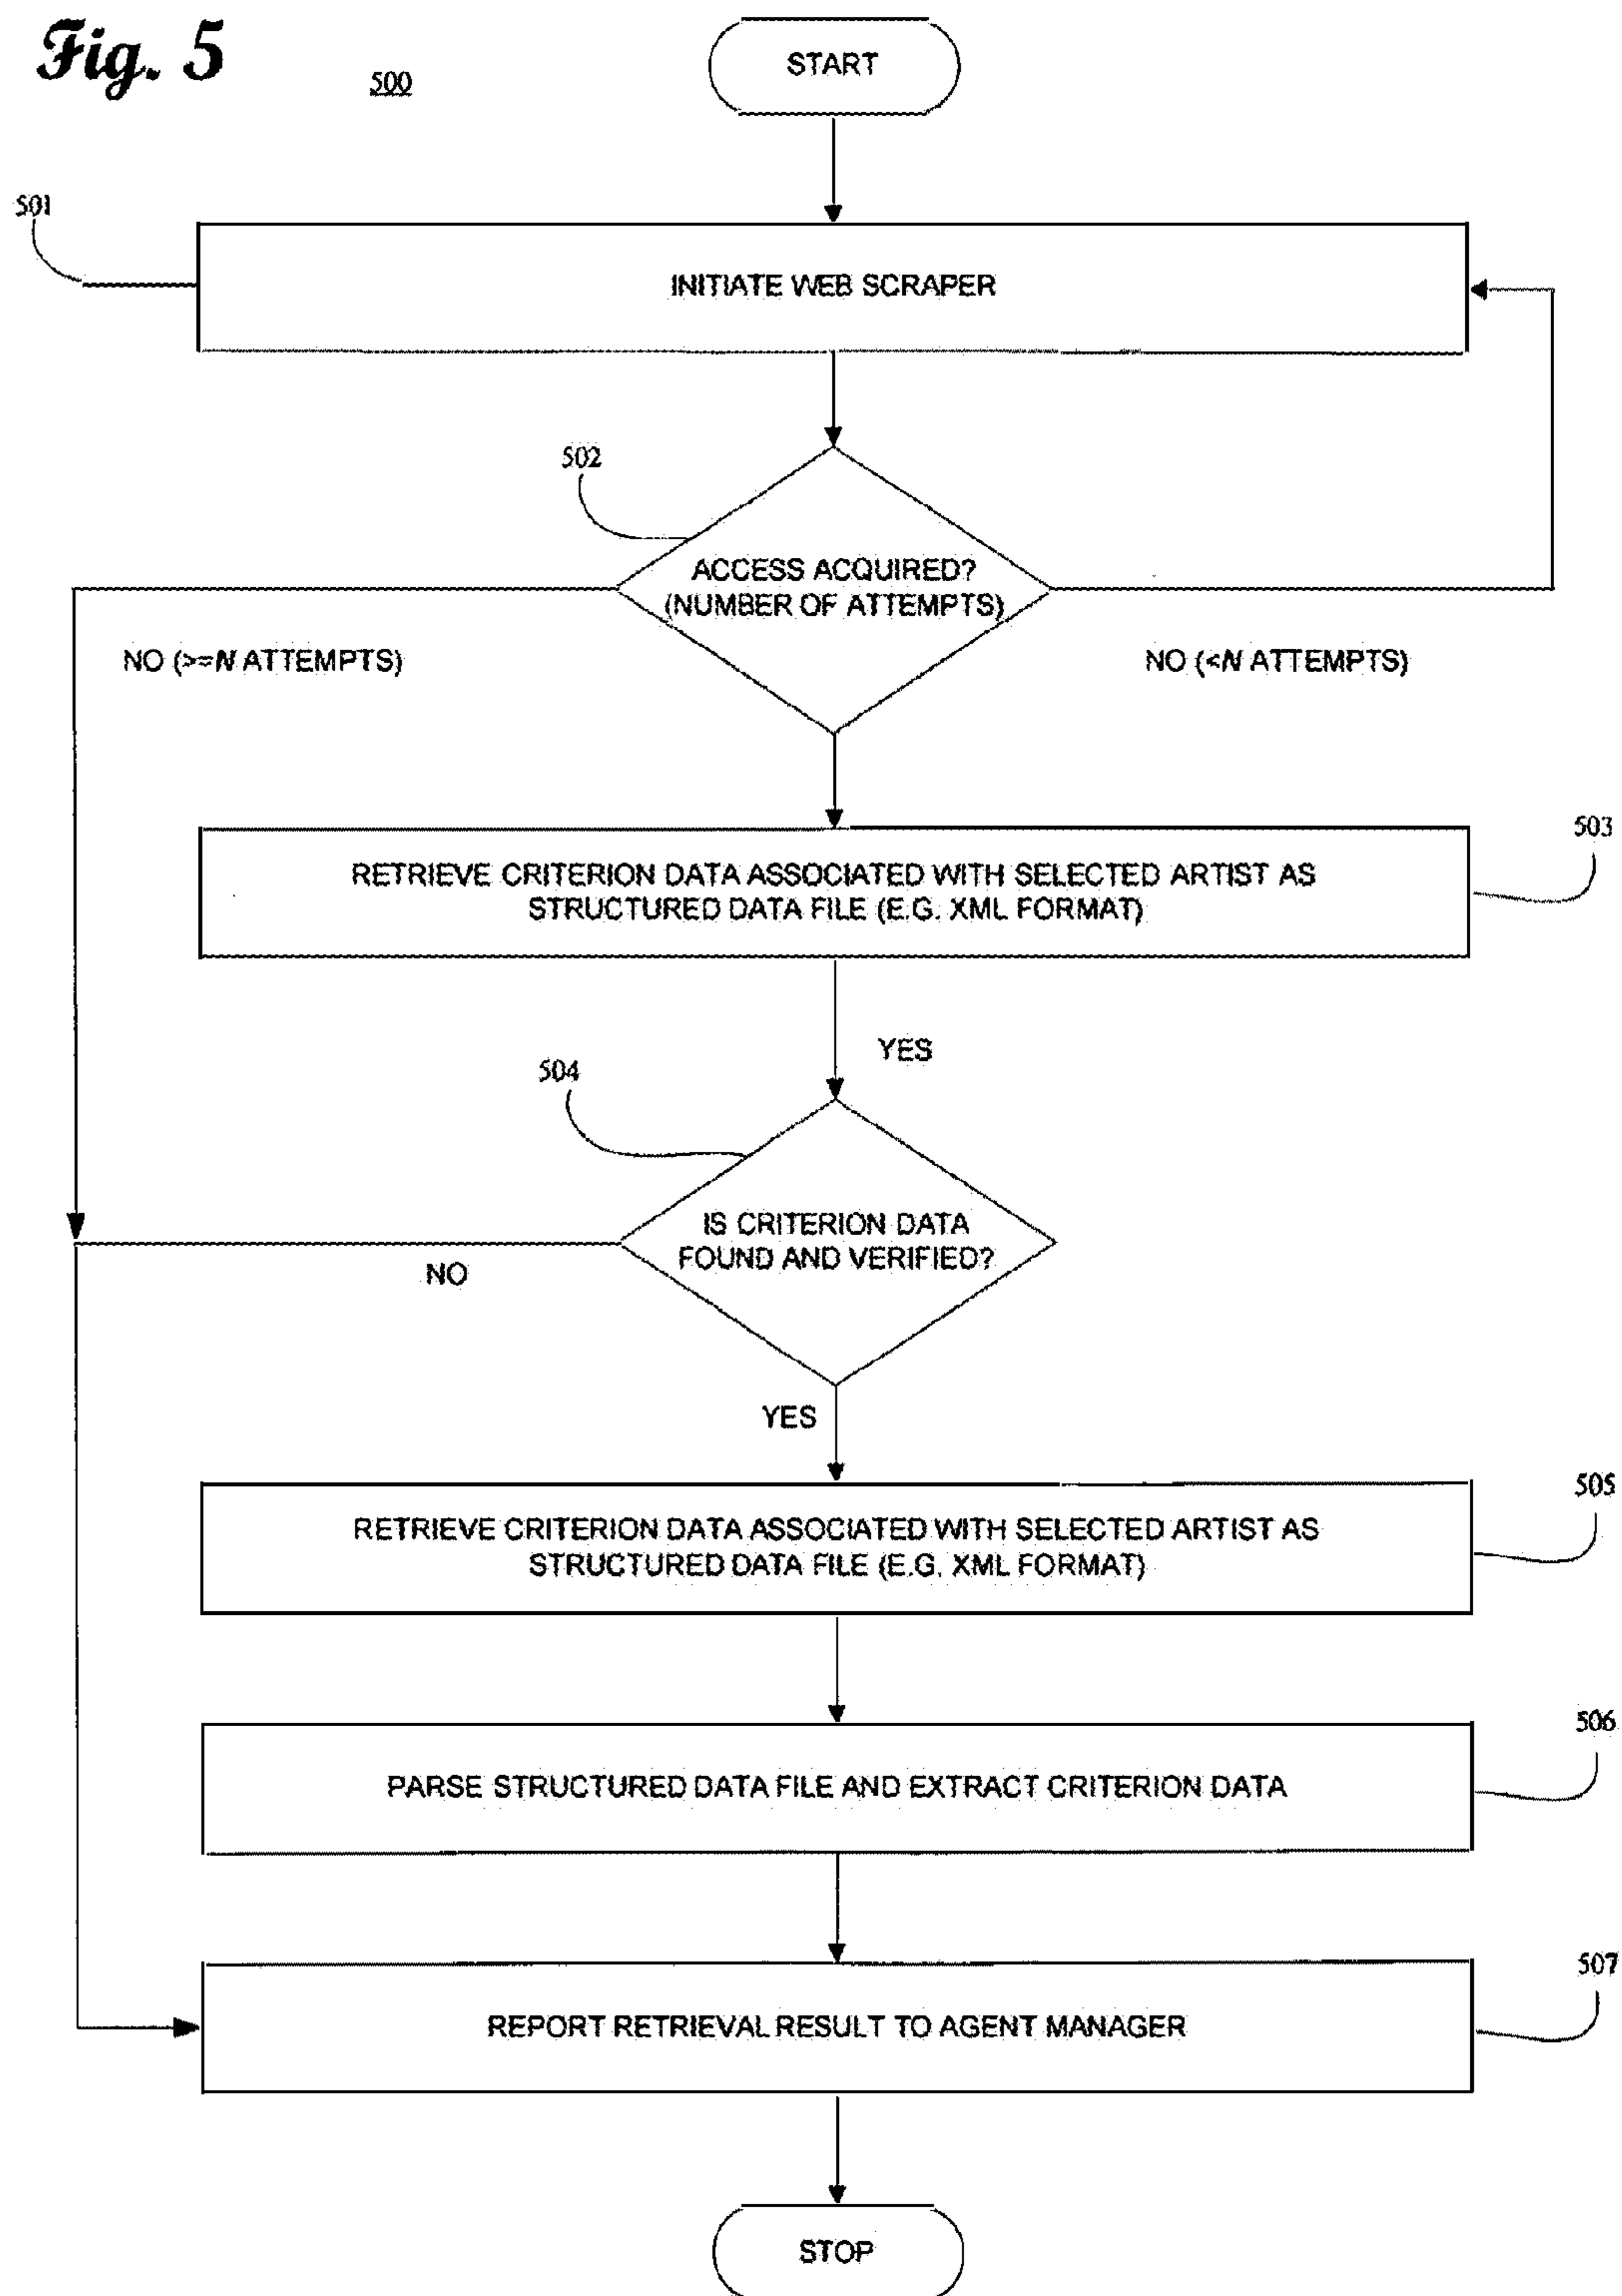 Fig. 5
500
START
501
INITIATE WEB SCRAPER
502
ACCESS ACQUIRED?
(NUMBER OF ATTEMPTS)
NO (>=N ATTEMPTS)
NO (<N ATTEMPTS)
503
RETRIEVE CRITERION DATA ASSOCIATED WITH SELECTED ARTIST AS
STRUCTURED DATA FILE (E.G. XML FORMAT)
YES
504
IS CRITERION DATA
FOUND AND VERIFIED?
NO
YES
505
RETRIEVE CRITERION DATA ASSOCIATED WITH SELECTED ARTIST AS
STRUCTURED DATA FILE (E.G. XML FORMAT)
506
PARSE STRUCTURED DATA FILE AND EXTRACT CRITERION DATA
507
REPORT RETRIEVAL RESULT TO AGENT MANAGER
STOP